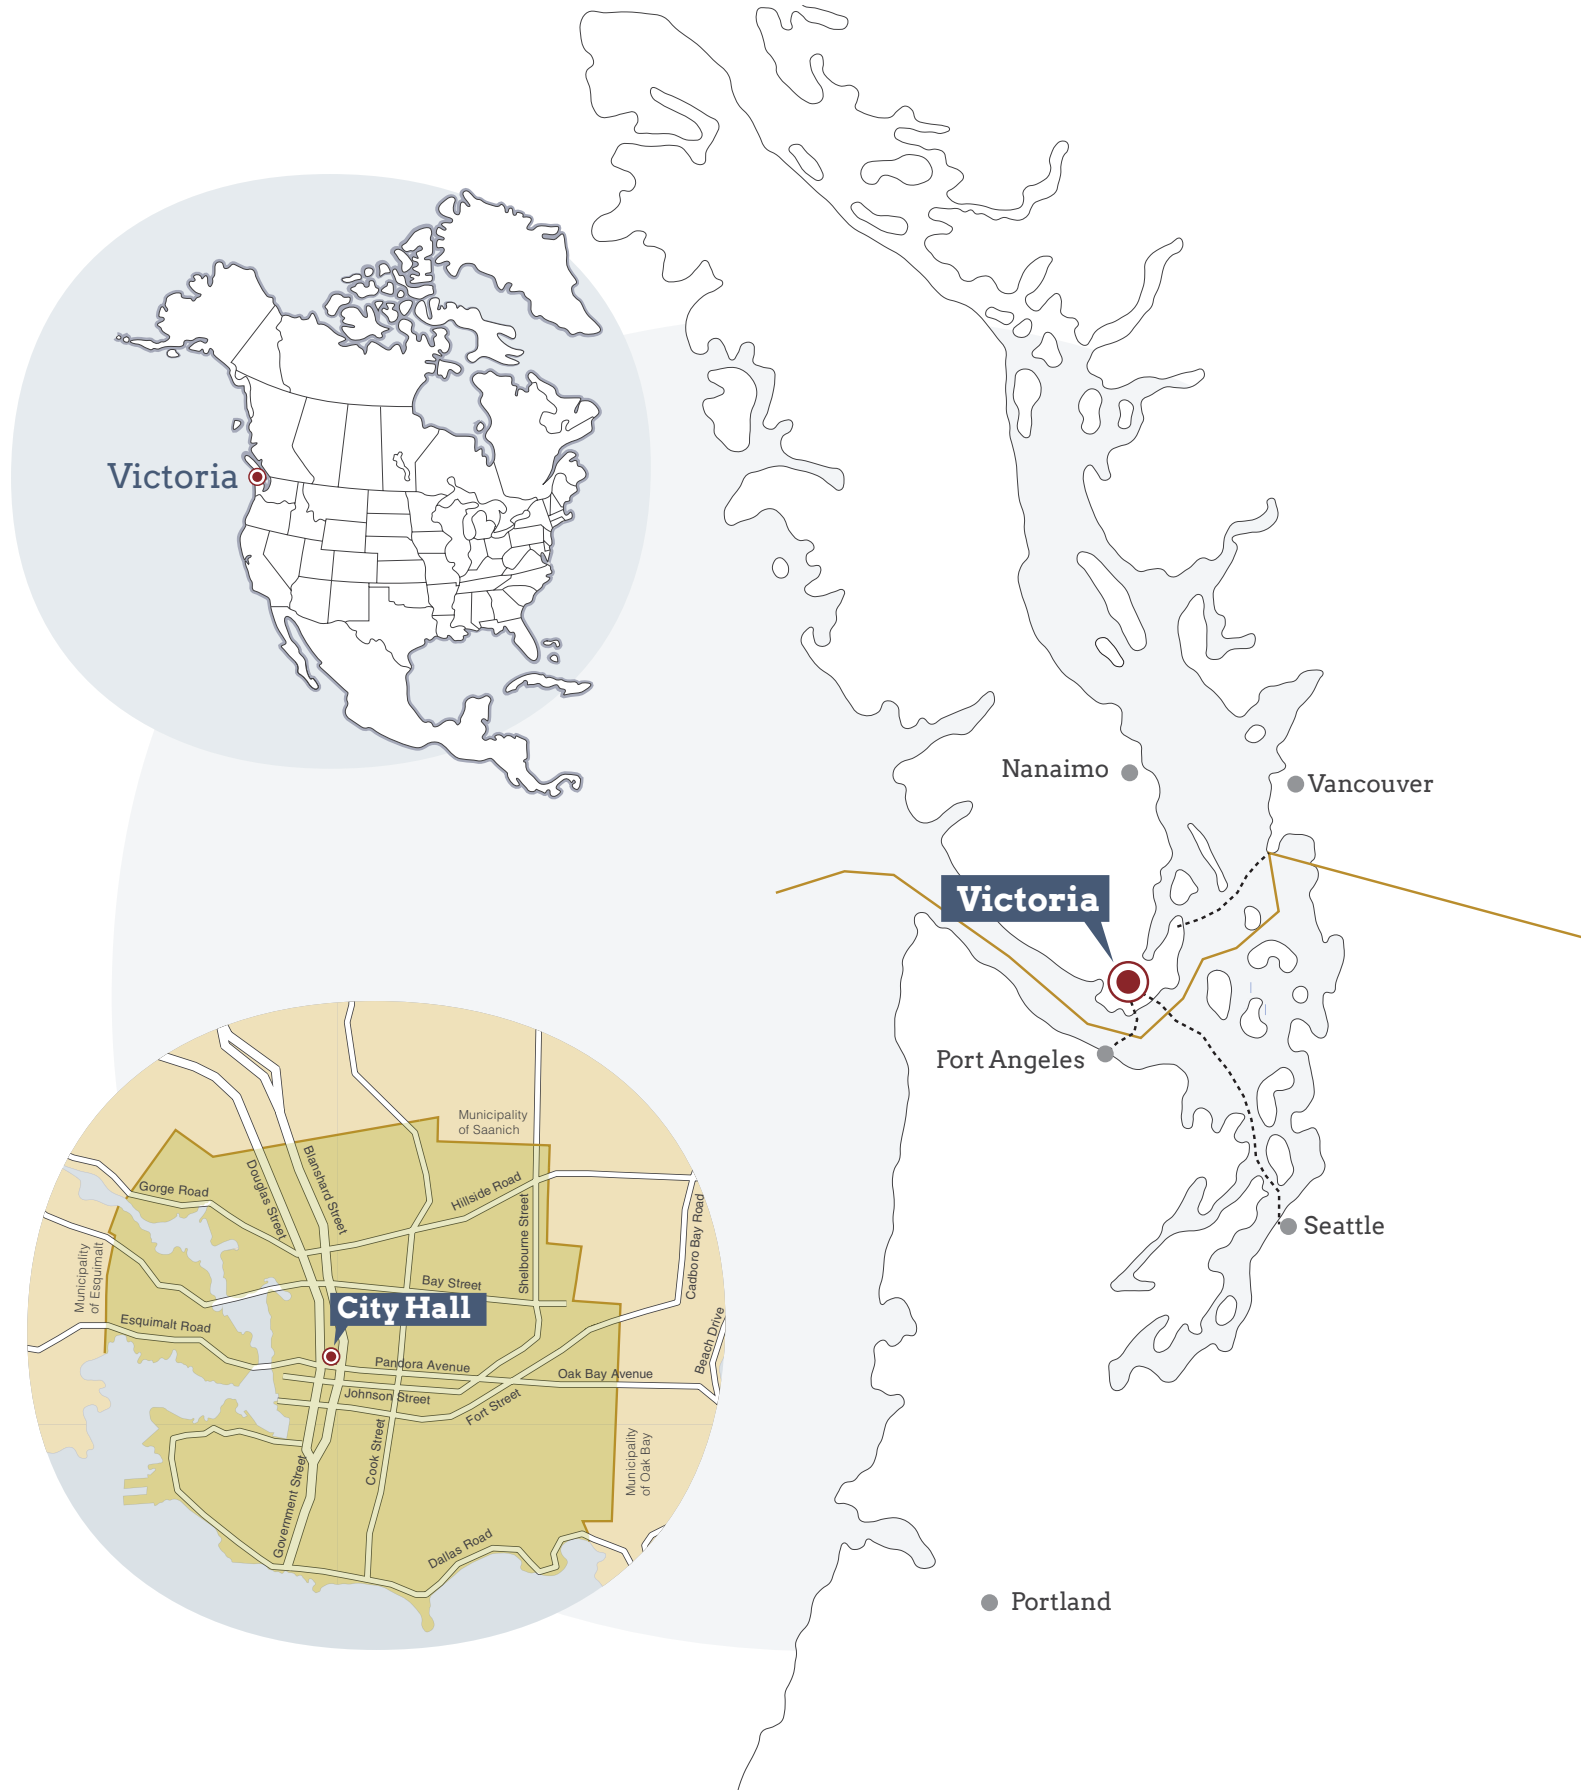 Victoria
Nanaimo
Vancouver
Victoria
Port Angeles
Seattle
Portland
Municipality
of Saanich
Blanshard Street
Douglas Street
Gorge Road
Hillside Road
Shelbourne Street
Cadboro Bay Road
Municipality
of Esquimalt
Bay Street
City Hall
Esquimalt Road
Beach Drive
Pandora Avenue
Oak Bay Avenue
Johnson Street
Fort Street
Cook Street
Municipality
of Oak Bay
Government Street
Dallas Road